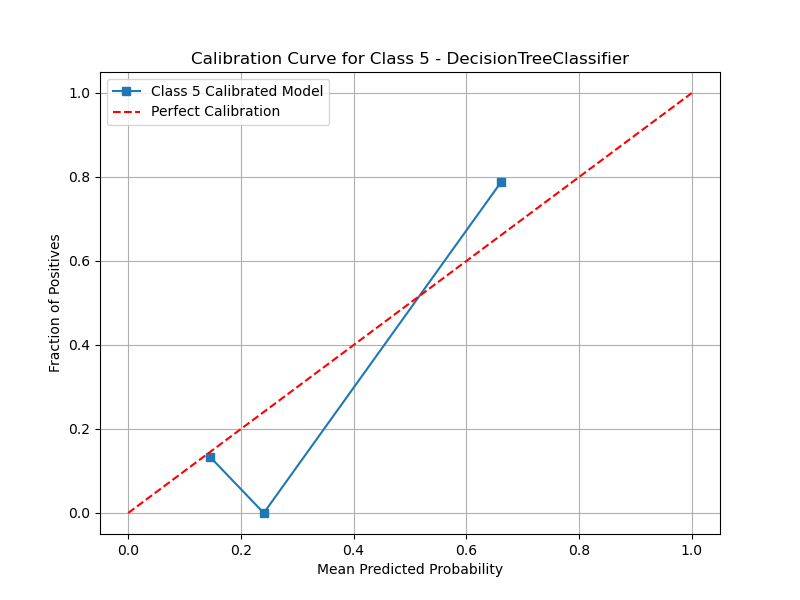 Calibration Curve for Class 5 - DecisionTreeClassifier
Class 5 Calibrated Model
Perfect Calibration
1.0
0.8
0.6
0.4
0.2
0.0
Fraction of Positives
0.0 0.2 0.4 0.6 0.8 1.0
Mean Predicted Probability